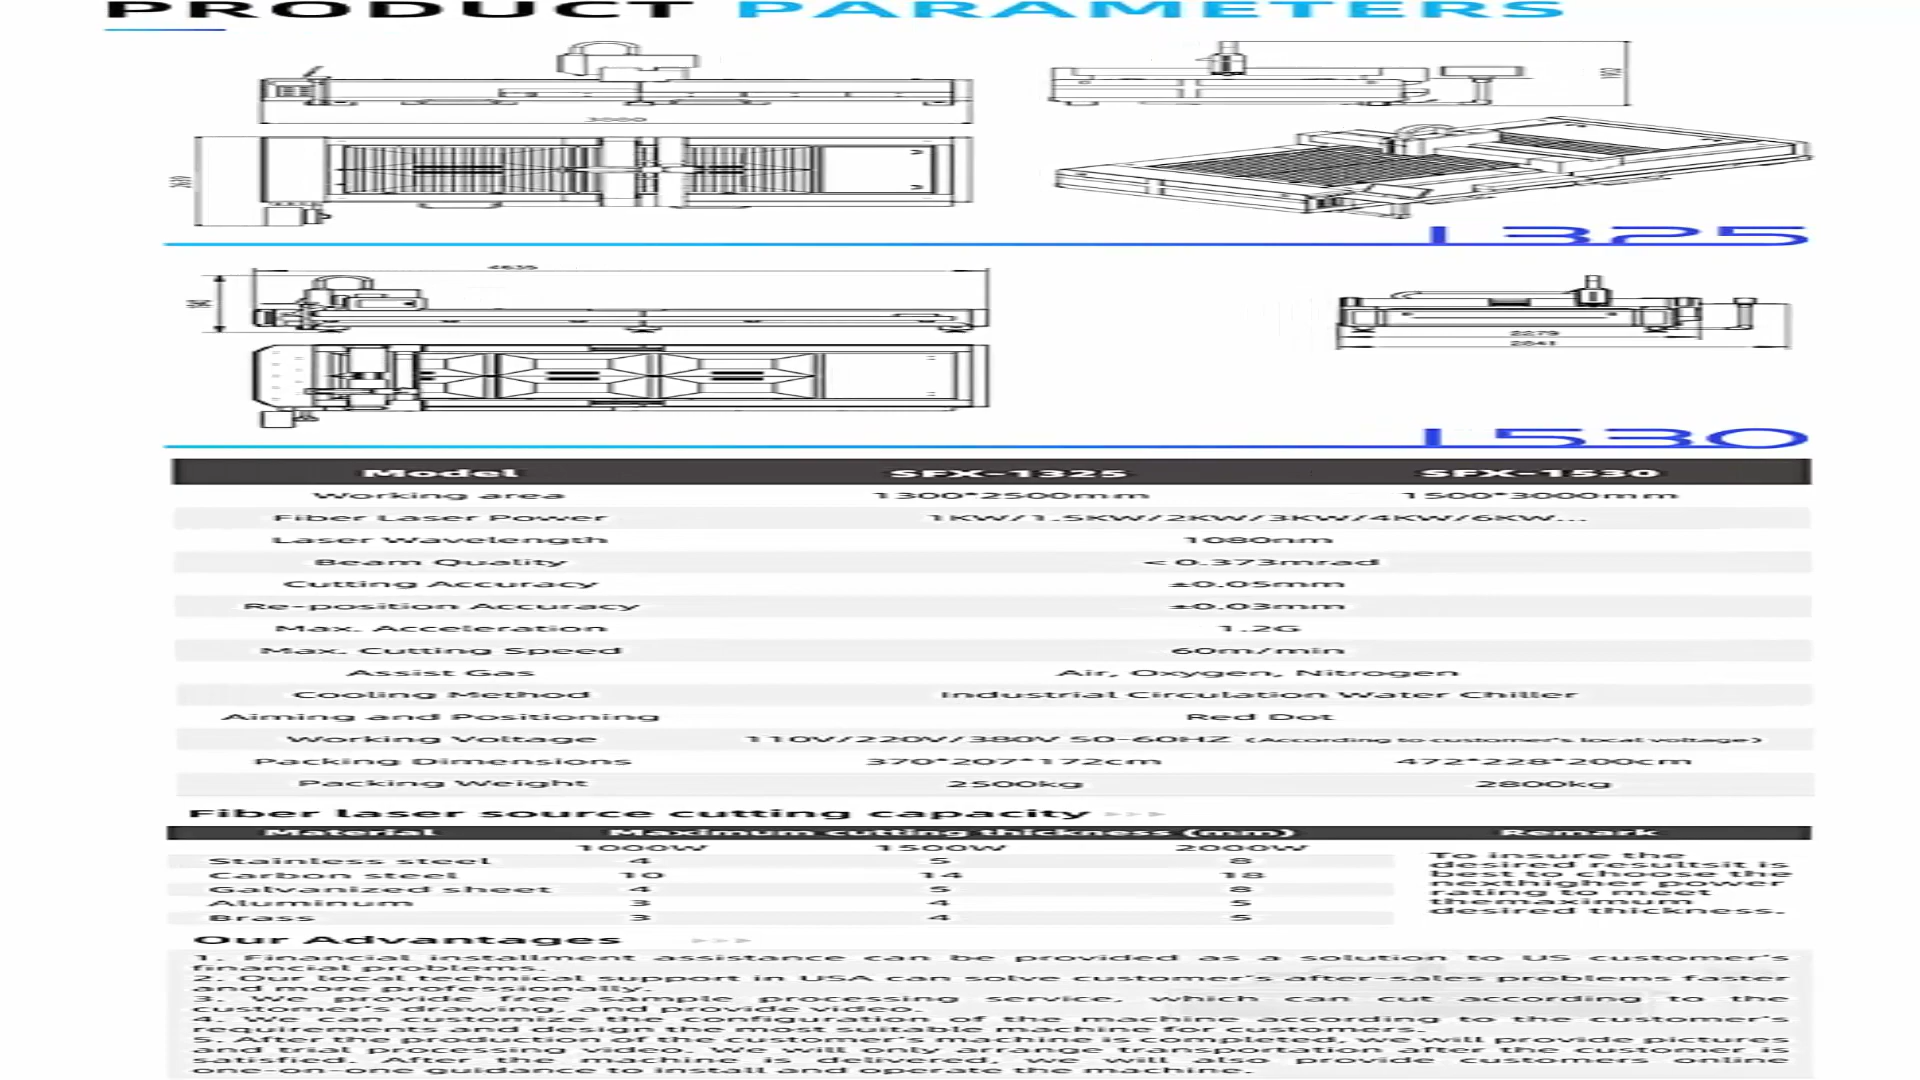 PRODUCT PARAMETERS
3680
1325
4635
2279
2841
1530
Model SFX-1325 SFX-1530
Working area 1300*2500mm 1500*3000mm
Fiber Laser Power 1KW/1.5KW/2KW/3KW/4KW/6KW...
Laser Wavelength 1080nm
Beam Quality <0.373mrad
Cutting Accuracy ±0.05mm
Re-position Accuracy ±0.03mm
Max. Acceleration 1.2G
Max. Cutting Speed 60m/min
Assist Gas Air, Oxygen, Nitrogen
Cooling Method Industrial Circulation Water Chiller
Aiming and Positioning Red Dot
Working Voltage 110V/220V/380V 50-60HZ (According to customer's local voltage)
Packing Dimensions 370*207*172cm 472*228*200cm
Packing Weight 2500kg 2800kg
Fiber laser source cutting capacity
Material Maximum cutting thickness (mm) Remark
1000W 1500W 2000W
Stainless steel 4 5 8
Carbon steel 10 14 18
Galvanized sheet 4 5 8
Aluminum 3 4 5
Brass 3 4 5
To insure the
desired resultsit is
best to choose the
nexthigher power
rating to meet
themaximum
desired thickness.
Our Advantages
1. Financial installment assistance can be provided as a solution to US customer's
financial problems.
2. Our local technical support in USA can solve customer's after-sales problems faster
and more professionally.
3. We provide free sample processing service, which can cut according to the
customer's drawing, and provide video.
4. We can customize the configuration of the machine according to the customer's
requirements and design the most suitable machine for customers.
5. After the production of the customer's machine is completed, we will provide pictures
and trial processing video. We will only arrange transportation after the customer is
satisfied. After the machine is delivered, we will also provide customers online
one-on-one guidance to install and operate the machine.